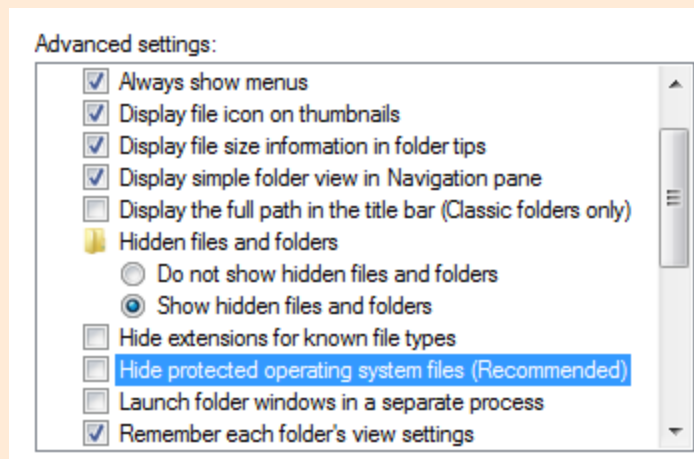 Advanced settings:
Always show menus
Display file icon on thumbnails
Display file size information in folder tips
Display simple folder view in Navigation pane
Display the full path in the title bar (Classic folders only)
Hidden files and folders
Do not show hidden files and folders
Show hidden files and folders
Hide extensions for known file types
Hide protected operating system files (Recommended)
Launch folder windows in a separate process
Remember each folder's view settings